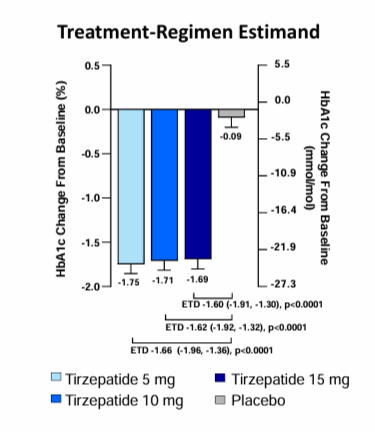 Treatment-Regimen Estimand
HbA1c Change From Baseline (%)
0.5
0.0
-0.5
-1.0
-1.5
-2.0
5.5
0.0
-5.5
-10.9
-16.4
-21.9
-27.3
HbA1c Change From Baseline
(mmol/mol)
-0.09
-1.75
-1.71
-1.69
ETD -1.60 (-1.91, -1.30), p<0.0001
ETD -1.62 (-1.92, -1.32), p<0.0001
ETD -1.66 (-1.96, -1.36), p<0.0001
Tirzepatide 5 mg
Tirzepatide 15 mg
Tirzepatide 10 mg
Placebo